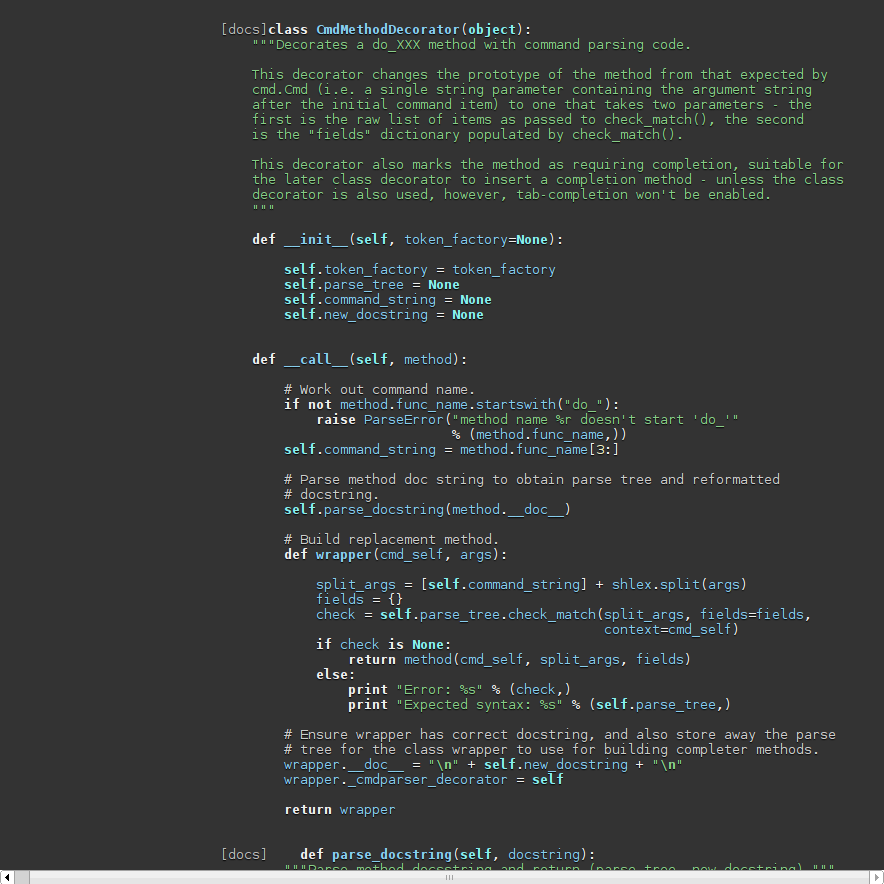 [docs]class CmdMethodDecorator(object):
    """Decorates a do_XXX method with command parsing code.

    This decorator changes the prototype of the method from that expected by
    cmd.Cmd (i.e. a single string parameter containing the argument string
    after the initial command item) to one that takes two parameters - the
    first is the raw list of items as passed to check_match(), the second
    is the "fields" dictionary populated by check_match().

    This decorator also marks the method as requiring completion, suitable for
    the later class decorator to insert a completion method - unless the class
    decorator is also used, however, tab-completion won't be enabled.
    """

    def __init__(self, token_factory=None):

        self.token_factory = token_factory
        self.parse_tree = None
        self.command_string = None
        self.new_docstring = None


    def __call__(self, method):

        # Work out command name.
        if not method.func_name.startswith("do_"):
            raise ParseError("method name %r doesn't start 'do_'"
                             % (method.func_name,))
        self.command_string = method.func_name[3:]

        # Parse method doc string to obtain parse tree and reformatted
        # docstring.
        self.parse_docstring(method.__doc__)

        # Build replacement method.
        def wrapper(cmd_self, args):

            split_args = [self.command_string] + shlex.split(args)
            fields = {}
            check = self.parse_tree.check_match(split_args, fields=fields,
                                                context=cmd_self)
            if check is None:
                return method(cmd_self, split_args, fields)
            else:
                print "Error: %s" % (check,)
                print "Expected syntax: %s" % (self.parse_tree,)

        # Ensure wrapper has correct docstring, and also store away the parse
        # tree for the class wrapper to use for building completer methods.
        wrapper.__doc__ = "\n" + self.new_docstring + "\n"
        wrapper._cmdparser_decorator = self

        return wrapper


[docs]    def parse_docstring(self, docstring):
        """Parse method docstring and return (parse_tree, new_docstring)."""